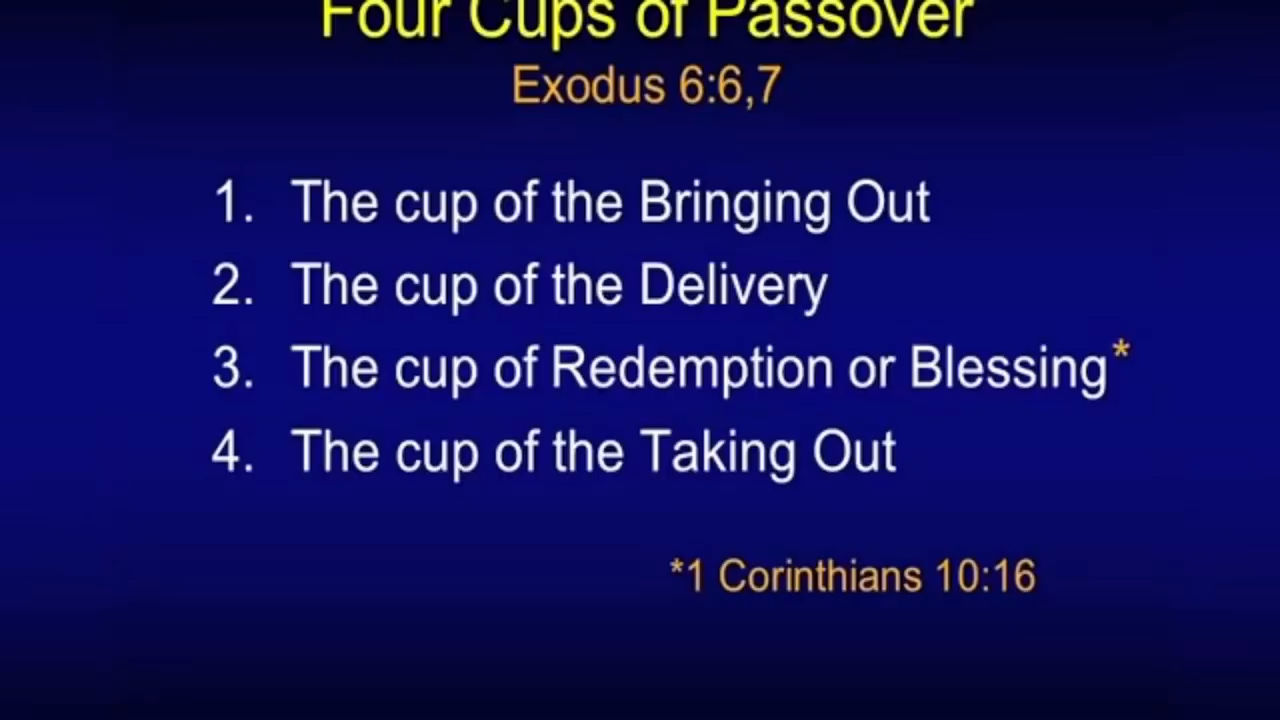 Four Cups of Passover
Exodus 6:6,7
1. The cup of the Bringing Out
2. The cup of the Delivery
3. The cup of Redemption or Blessing*
4. The cup of the Taking Out
*1 Corinthians 10:16